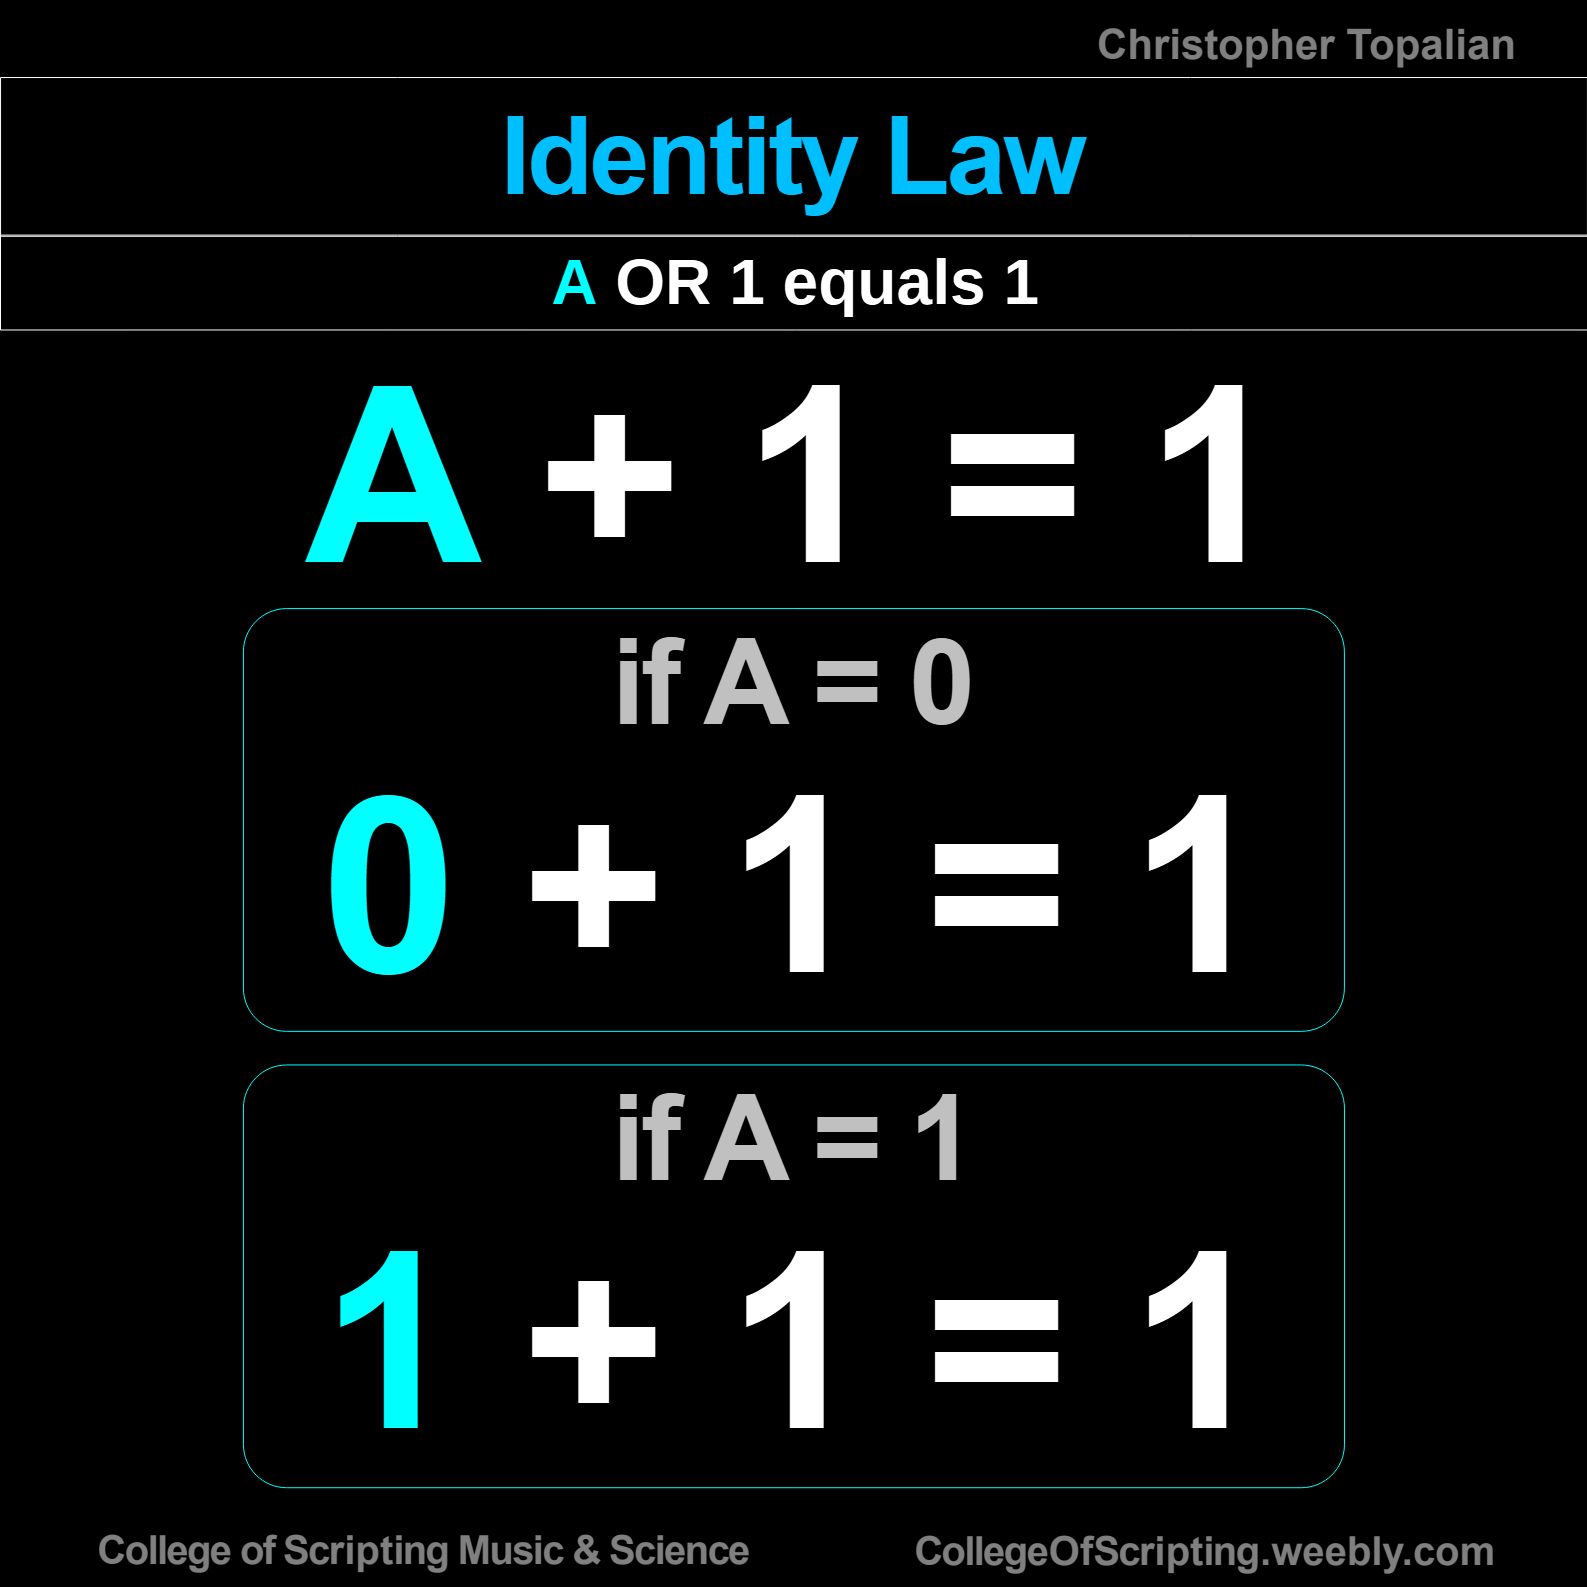 Christopher Topalian
Identity Law
A OR 1 equals 1
A + 1 = 1
if A = 0
0 + 1 = 1
if A = 1
1 + 1 = 1
College of Scripting Music & Science
CollegeOfScripting.weebly.com